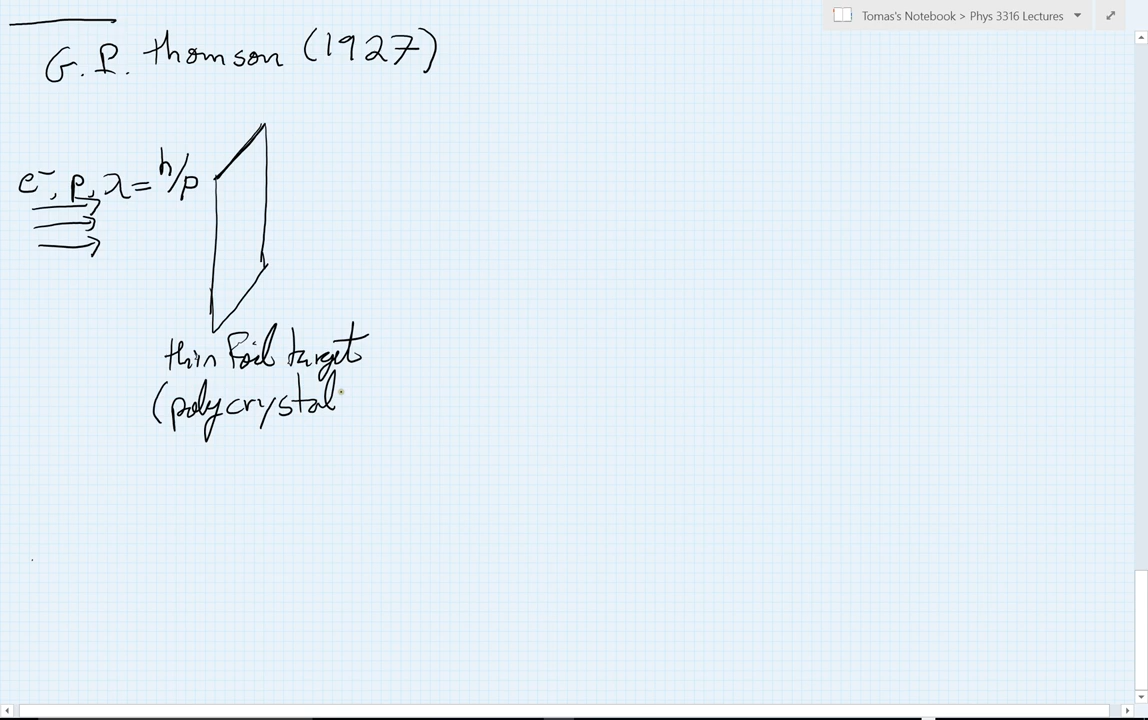 Tomas's Notebook > Phys 3316 Lectures
G. P. thomson (1927)
e⁻, p, λ = h/p
thin Foil target
(polycrystal